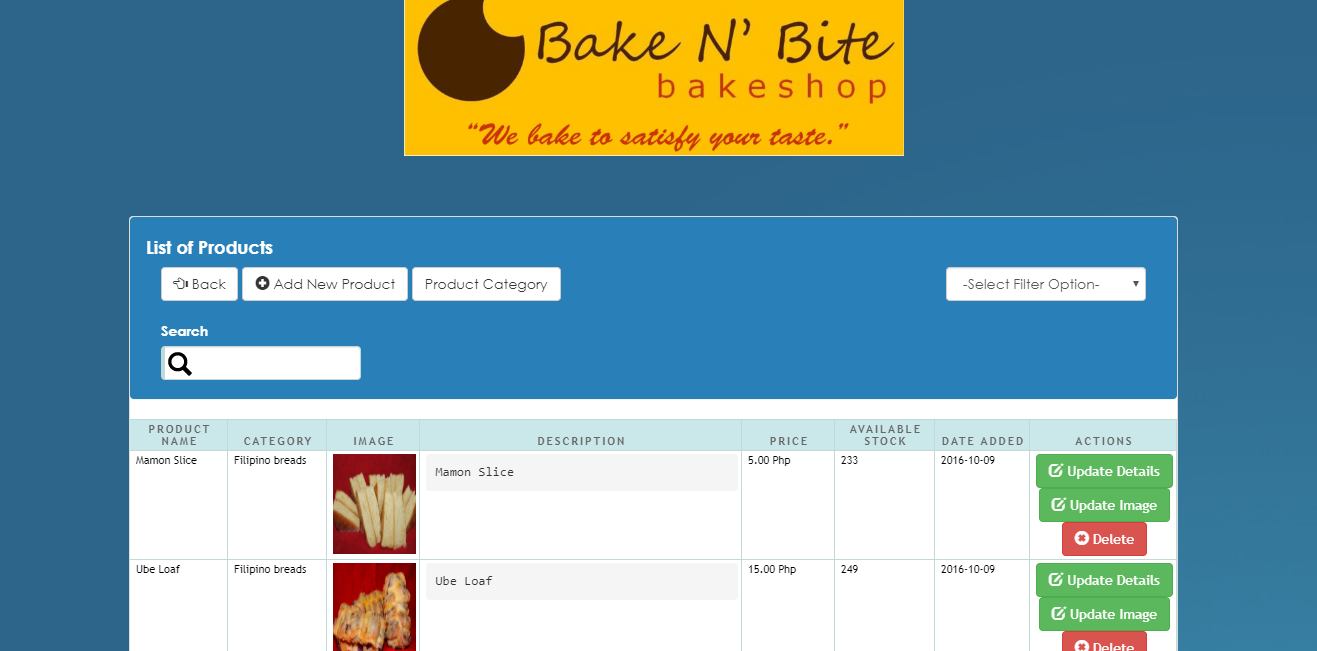 Bake N' Bite
bakeshop
“We bake to satisfy your taste.”
List of Products
Back Add New Product Product Category -Select Filter Option-
Search
PRODUCT NAME CATEGORY IMAGE DESCRIPTION PRICE AVAILABLE STOCK DATE ADDED ACTIONS
Mamon Slice Filipino breads Mamon Slice 5.00 Php 233 2016-10-09 Update Details
Update Image
Delete
Ube Loaf Filipino breads Ube Loaf 15.00 Php 249 2016-10-09 Update Details
Update Image
Delete